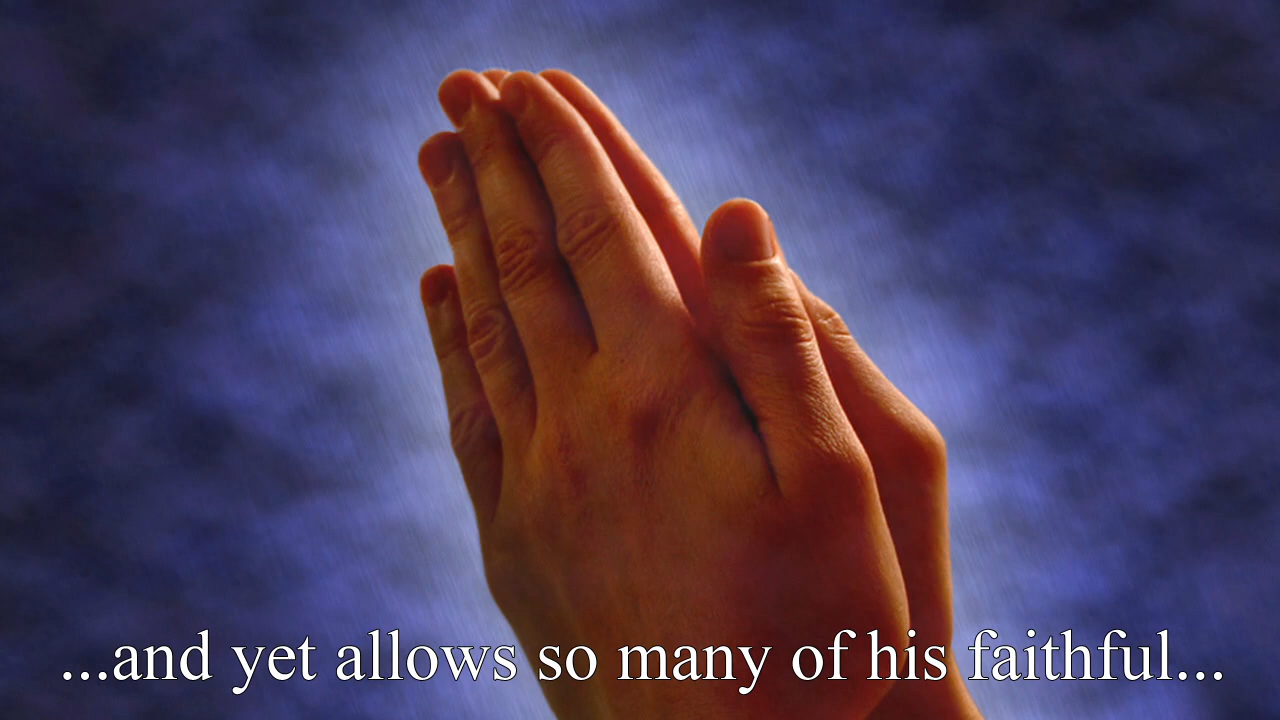 ...and yet allows so many of his faithful...